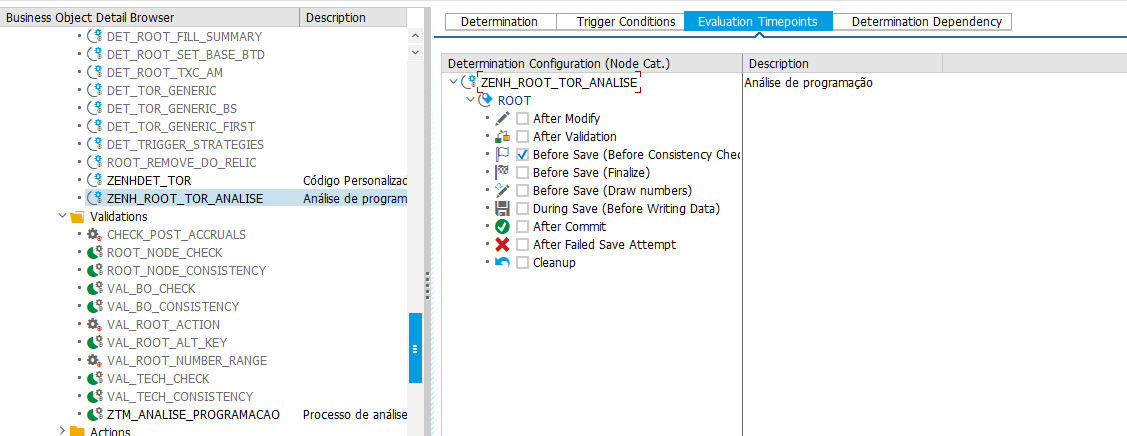 Business Object Detail Browser
Description
DET_ROOT_FILL_SUMMARY
DET_ROOT_SET_BASE_BTD
DET_ROOT_TXC_AM
DET_TOR_GENERIC
DET_TOR_GENERIC_BS
DET_TOR_GENERIC_FIRST
DET_TRIGGER_STRATEGIES
ROOT_REMOVE_DO_RELIC
ZENHDET_TOR Código Personalizad
ZENH_ROOT_TOR_ANALISE Análise de program
Validations
CHECK_POST_ACCRUALS
ROOT_NODE_CHECK
ROOT_NODE_CONSISTENCY
VAL_BO_CHECK
VAL_BO_CONSISTENCY
VAL_ROOT_ACTION
VAL_ROOT_ALT_KEY
VAL_ROOT_NUMBER_RANGE
VAL_TECH_CHECK
VAL_TECH_CONSISTENCY
ZTM_ANALISE_PROGRAMACAO Processo de análise
Actions
Determination
Trigger Conditions
Evaluation Timepoints
Determination Dependency
Determination Configuration (Node Cat.)
Description
ZENH_ROOT_TOR_ANALISE Análise de programação
ROOT
After Modify
After Validation
Before Save (Before Consistency Chec
Before Save (Finalize)
Before Save (Draw numbers)
During Save (Before Writing Data)
After Commit
After Failed Save Attempt
Cleanup